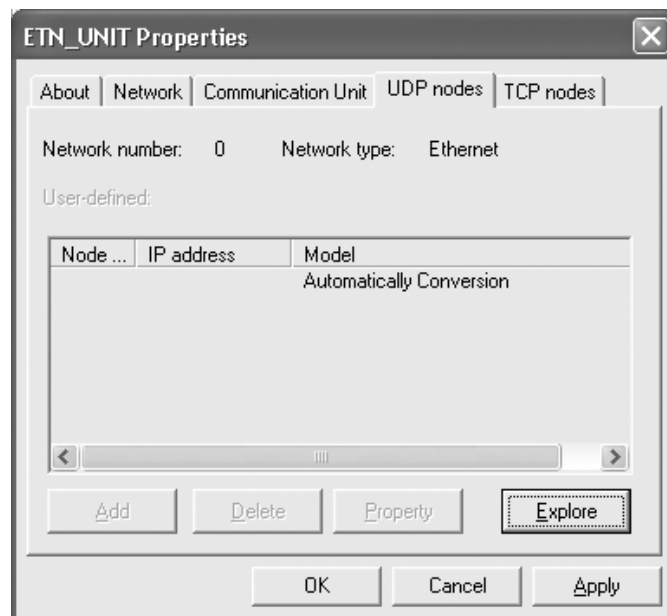 ETN_UNIT Properties
About Network Communication Unit UDP nodes TCP nodes
Network number: 0 Network type: Ethernet
User-defined:
Node ... IP address Model
Automatically Conversion
Add Delete Property Explore
OK Cancel Apply